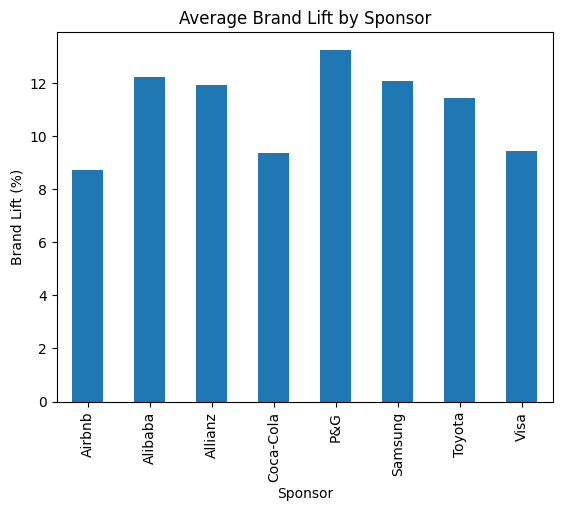 Average Brand Lift by Sponsor
Brand Lift (%)
12
10
8
6
4
2
0
Airbnb
Alibaba
Allianz
Coca-Cola
P&G
Samsung
Toyota
Visa
Sponsor